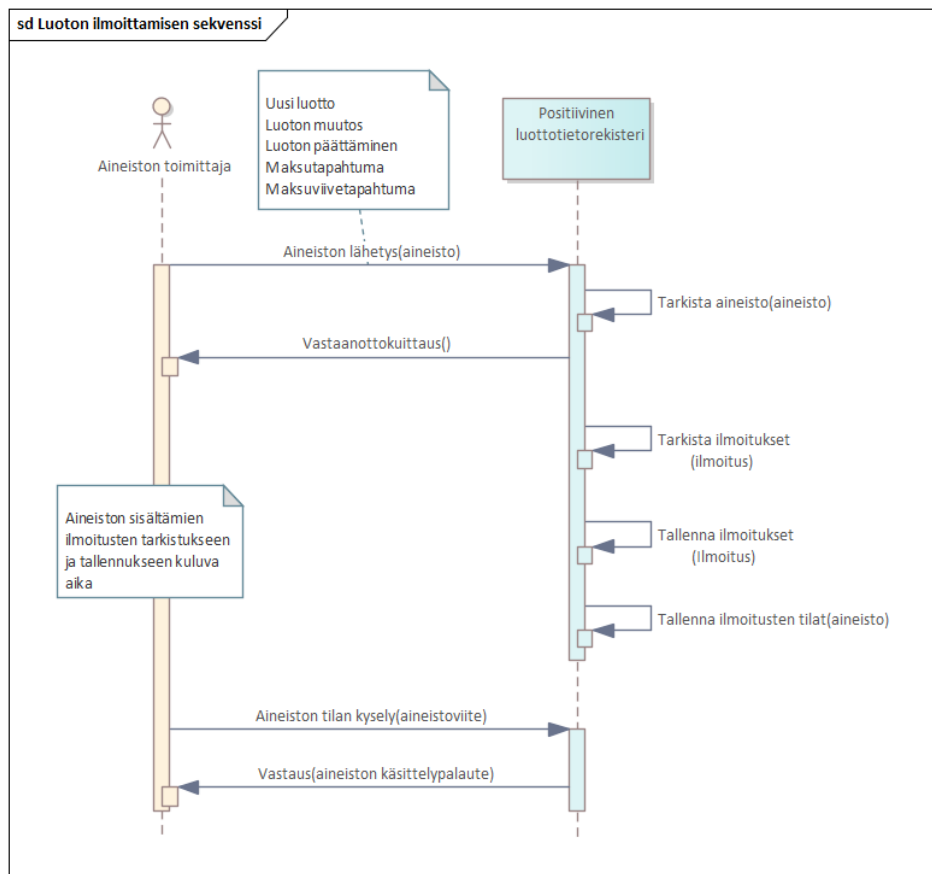 sd Luoton ilmoittamisen sekvenssi
Uusi luotto
Luoton muutos
Luoton päättäminen
Maksutapahtuma
Maksuviivetapahtuma
Positiivinen
luottotietorekisteri
Aineiston toimittaja
Aineiston lähetys(aineisto)
Tarkista aineisto(aineisto)
Vastaanottokuittaus()
Tarkista ilmoitukset
(ilmoitus)
Aineiston sisältämien
ilmoitusten tarkistukseen
ja tallennukseen kuluva
aika
Tallenna ilmoitukset
(Ilmoitus)
Tallenna ilmoitusten tilat(aineisto)
Aineiston tilan kysely(aineistoviite)
Vastaus(aineiston käsittelypalaute)